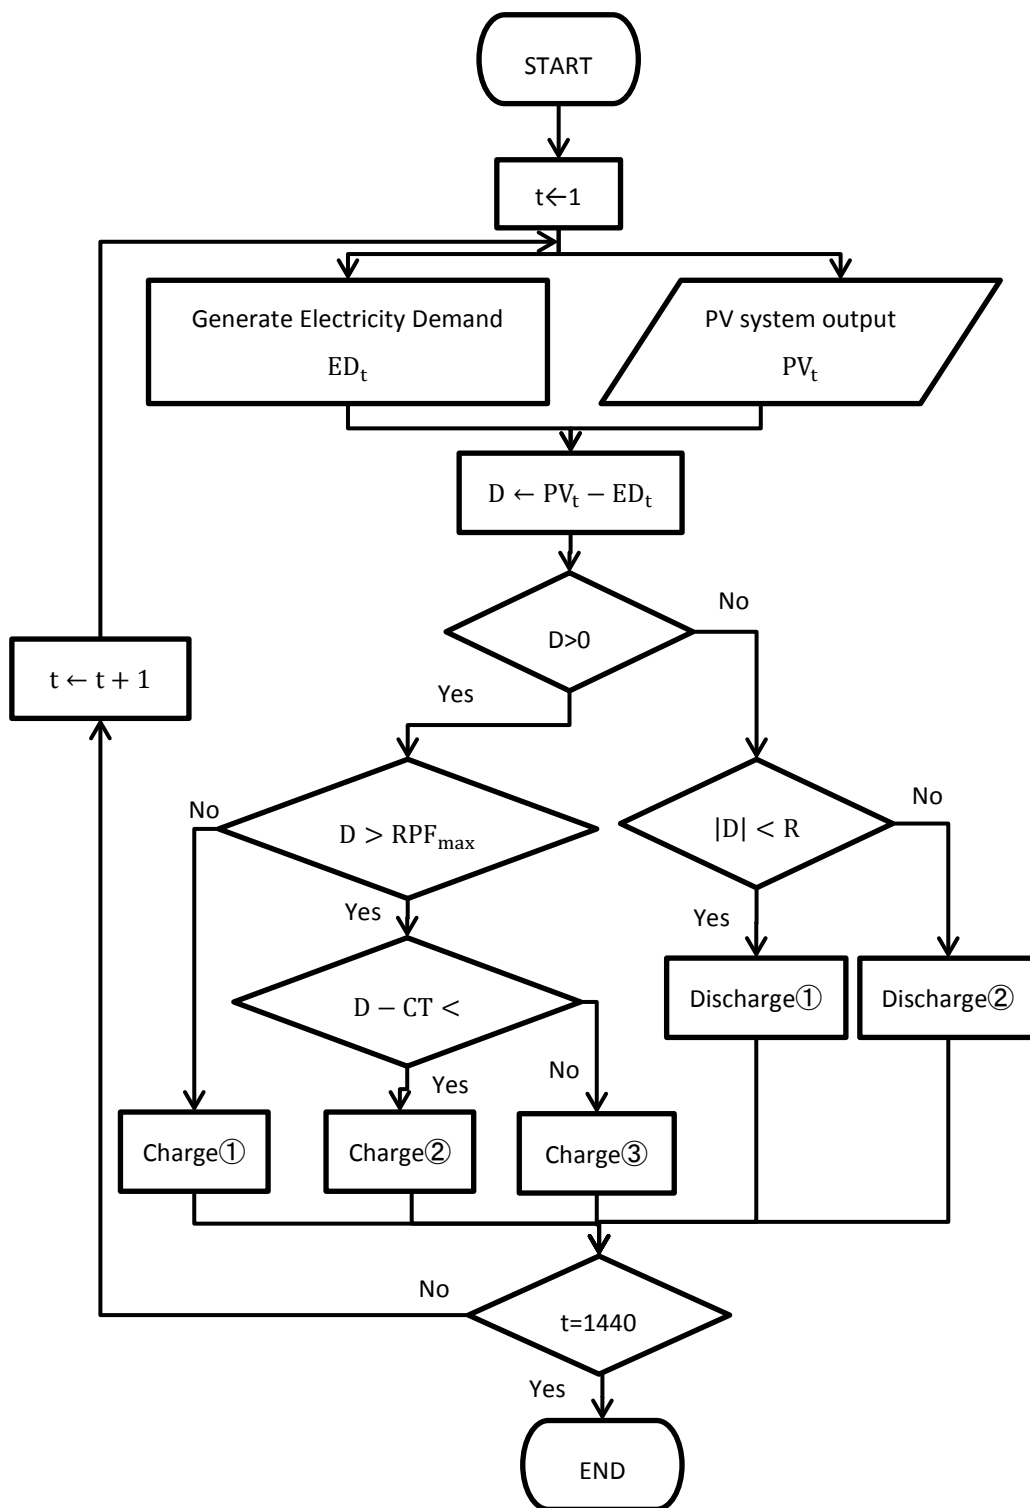 START
t←1
Generate Electricity Demand
EDₜ
PV system output
PVₜ
D ← PVₜ − EDₜ
D>0
No
Yes
t ← t + 1
No
D > RPFmax
|D| < R
No
Yes
Yes
D − CT <
Discharge①
Discharge②
Yes
No
Charge①
Charge②
Charge③
No
t=1440
Yes
END